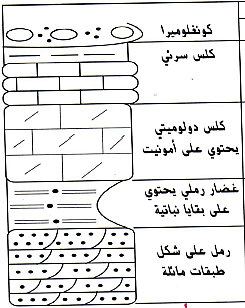 كونغلوميرا
كلس سرئي
كلس دولوميتي
يحتوي على أمونيت
غضار رملي يحتوي
على بقايا نباتية
رمل على شكل
طبقات مائلة